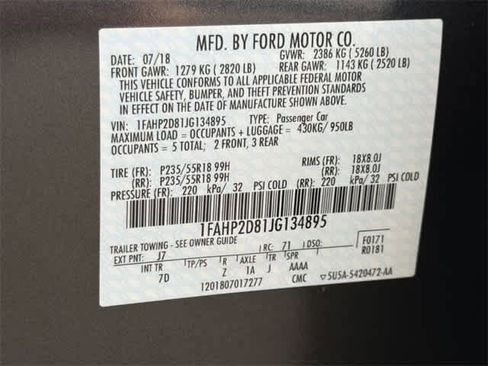 MFD. BY FORD MOTOR CO.
DATE: 07/18 GVWR: 2386 KG ( 5260 LB)
FRONT GAWR: 1279 KG ( 2820 LB) REAR GAWR: 1143 KG ( 2520 LB)
THIS VEHICLE CONFORMS TO ALL APPLICABLE FEDERAL MOTOR
VEHICLE SAFETY, BUMPER, AND THEFT PREVENTION STANDARDS
IN EFFECT ON THE DATE OF MANUFACTURE SHOWN ABOVE.
VIN: 1FAHP2D81JG134895 TYPE: Passenger Car
MAXIMUM LOAD = OCCUPANTS + LUGGAGE = 430KG/ 950LB
OCCUPANTS = 5 TOTAL; 2 FRONT, 3 REAR
TIRE (FR): P235/55R18 99H RIMS (FR): 18X8.0J
(RR): P235/55R18 99H (RR): 18X8.0J
PRESSURE (FR): 220 kPa/ 32 PSI COLD (RR): 220 kPa/ 32 PSI COLD
1FAHP2D81JG134895
TRAILER TOWING - SEE OWNER GUIDE
EXT PNT: J7 RC: 71 DSO: F0171
INT TR TP/PS R TR SPR R0181
7D Z 1A J AAAA
1201807017277 CMC 5U5A-5420472-AA